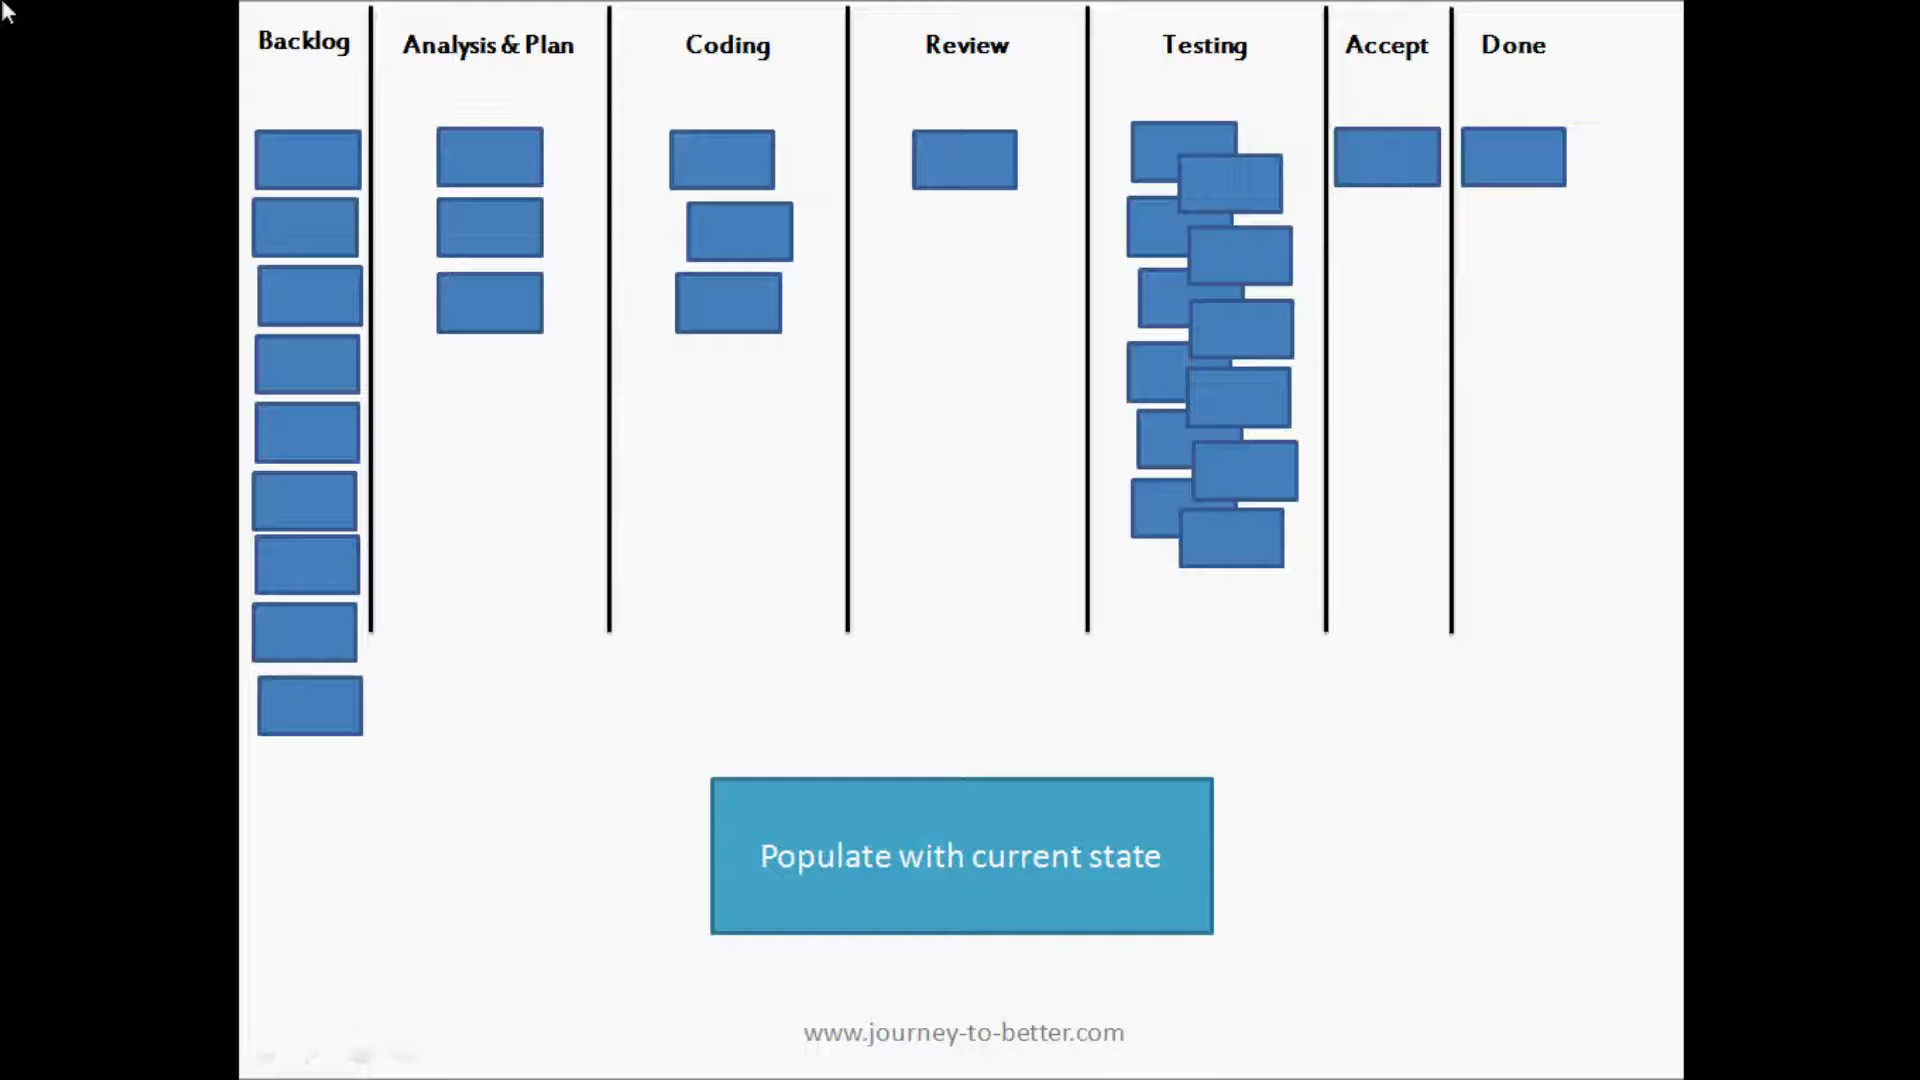 Backlog
Analysis & Plan
Coding
Review
Testing
Accept
Done
Populate with current state
www.journey-to-better.com